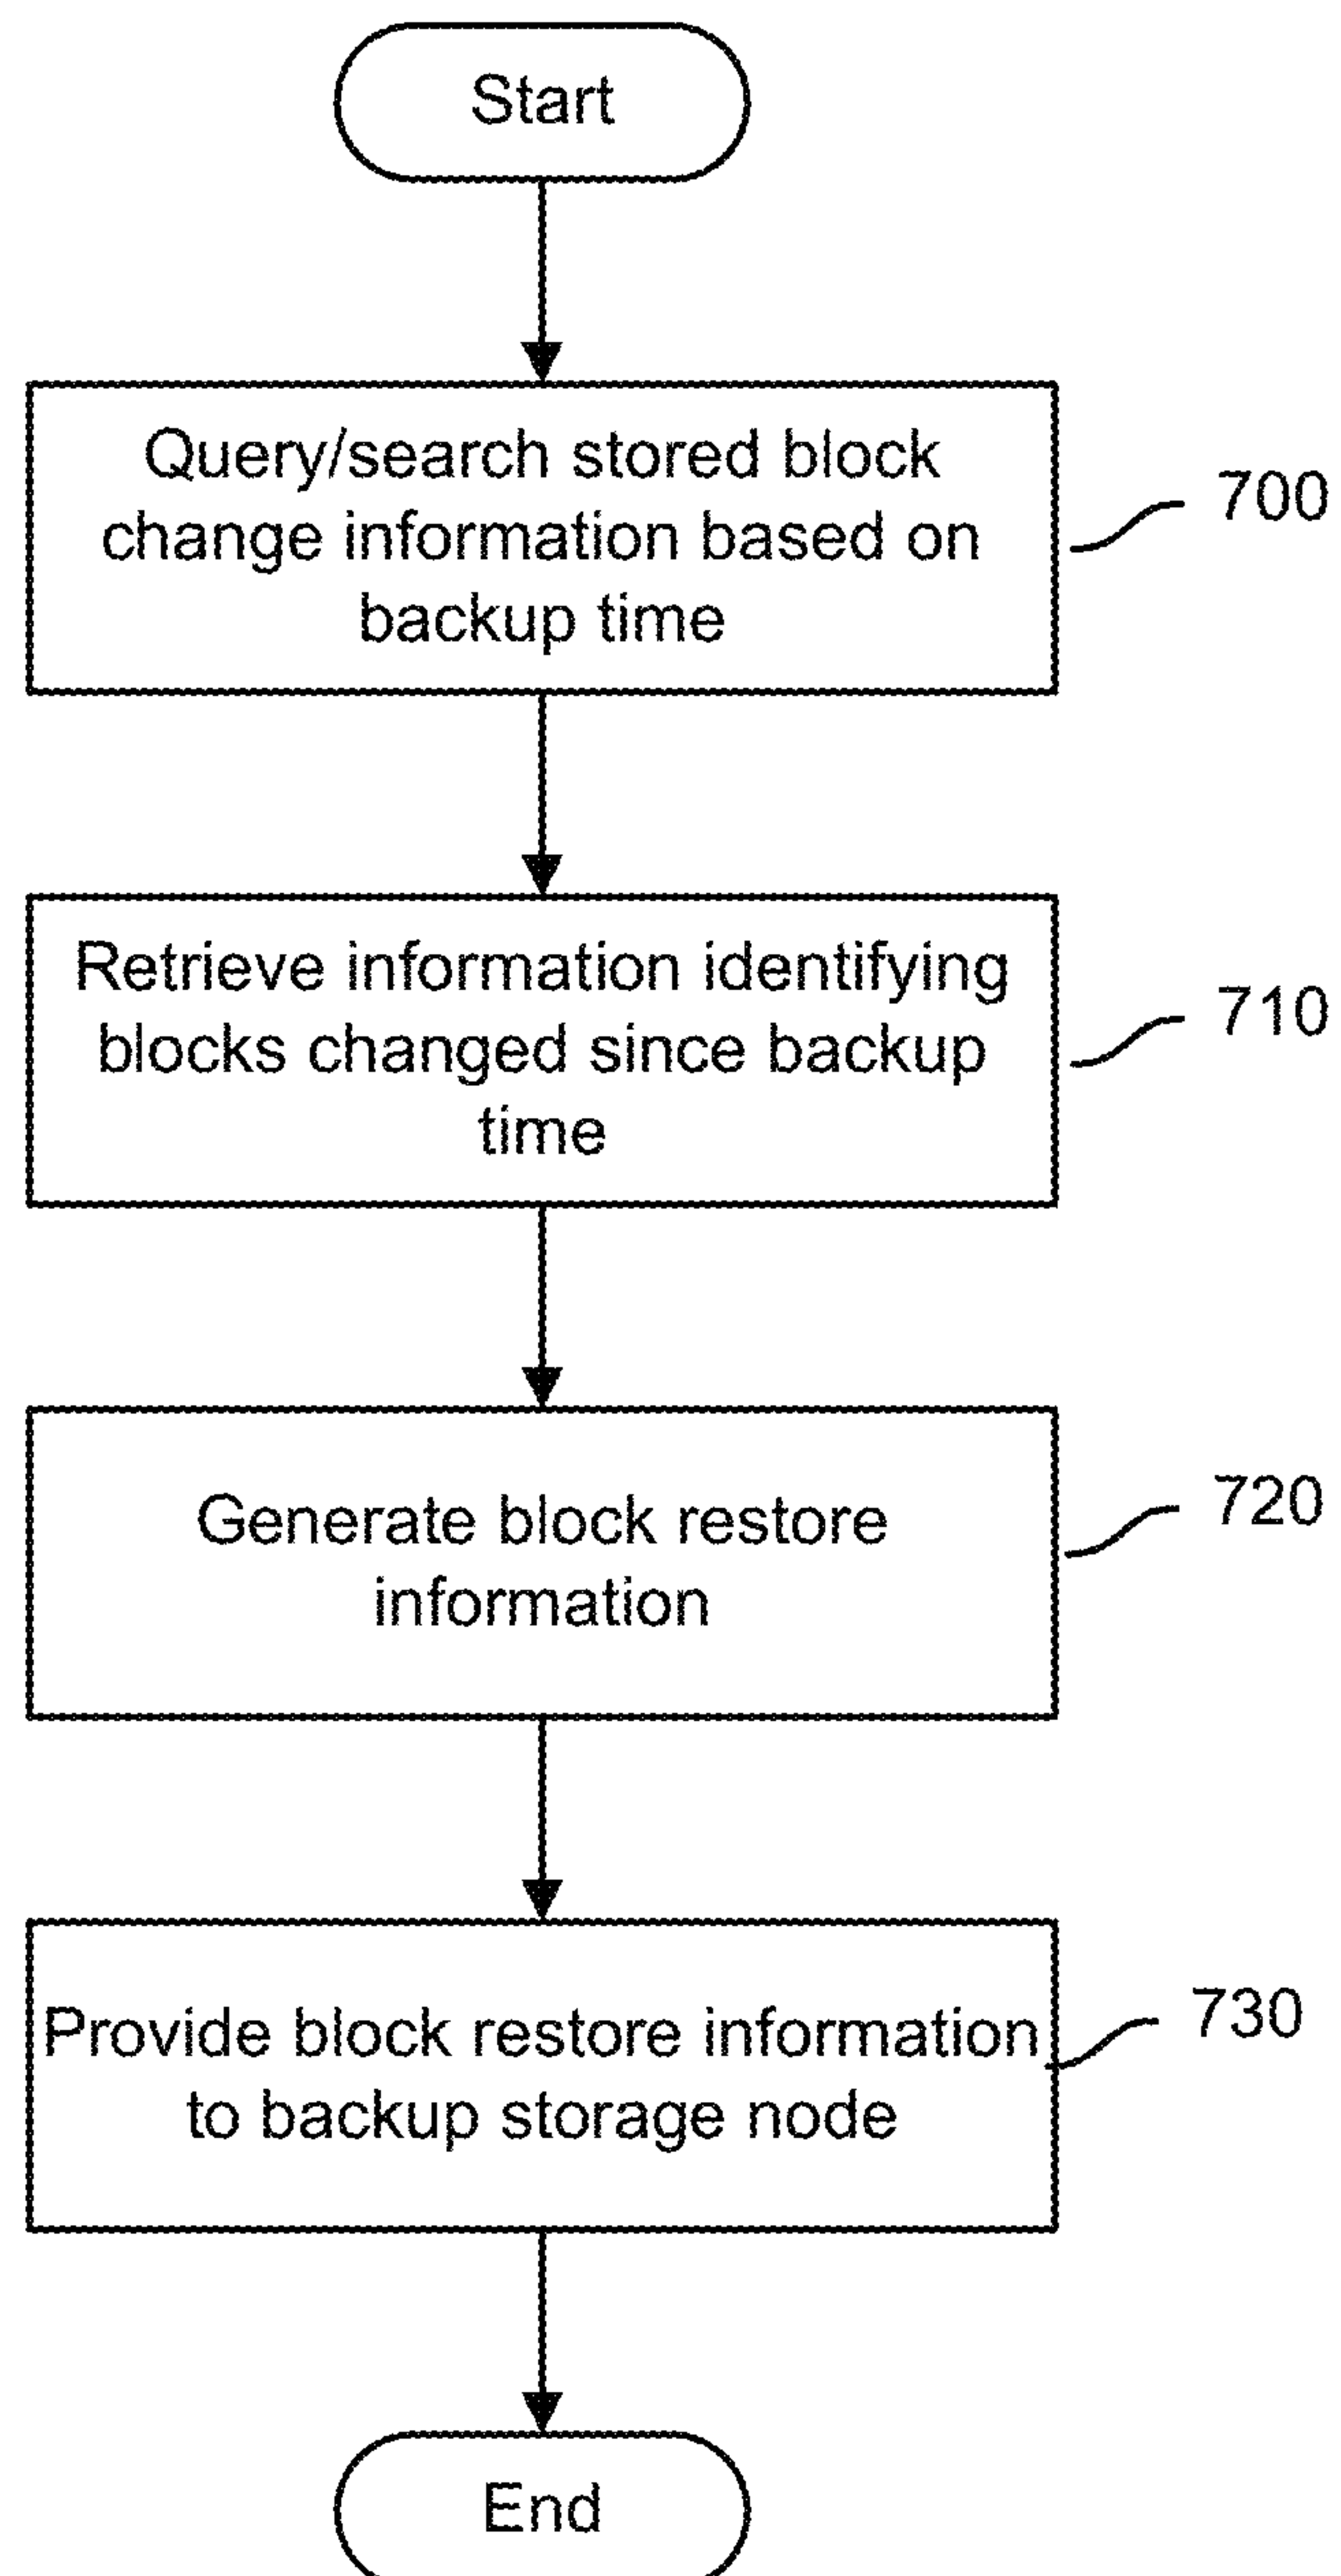 Start
Query/search stored block
change information based on
backup time
700
Retrieve information identifying
blocks changed since backup
time
710
Generate block restore
information
720
Provide block restore information
to backup storage node
730
End